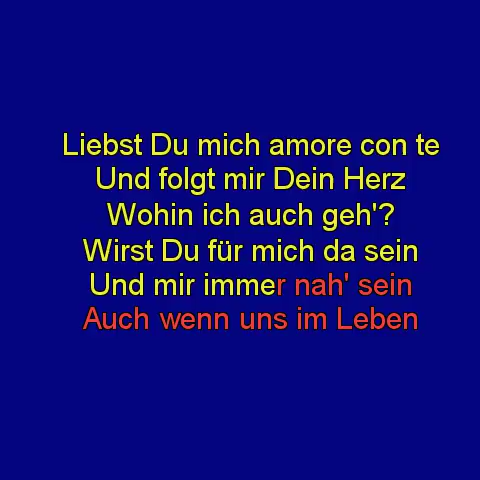 Liebst Du mich amore con te
Und folgt mir Dein Herz
Wohin ich auch geh'?
Wirst Du für mich da sein
Und mir immer nah' sein
Auch wenn uns im Leben